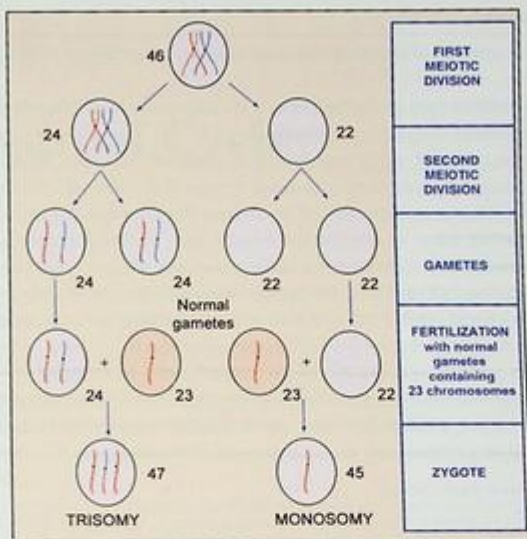 46
FIRST
MEIOTIC
DIVISION
24
22
SECOND
MEIOTIC
DIVISION
24
24
22
22
GAMETES
Normal
gametes
+
+
24
23
23
22
FERTILIZATION
with normal
gametes
containing
23 chromosomes
47
45
ZYGOTE
TRISOMY
MONOSOMY